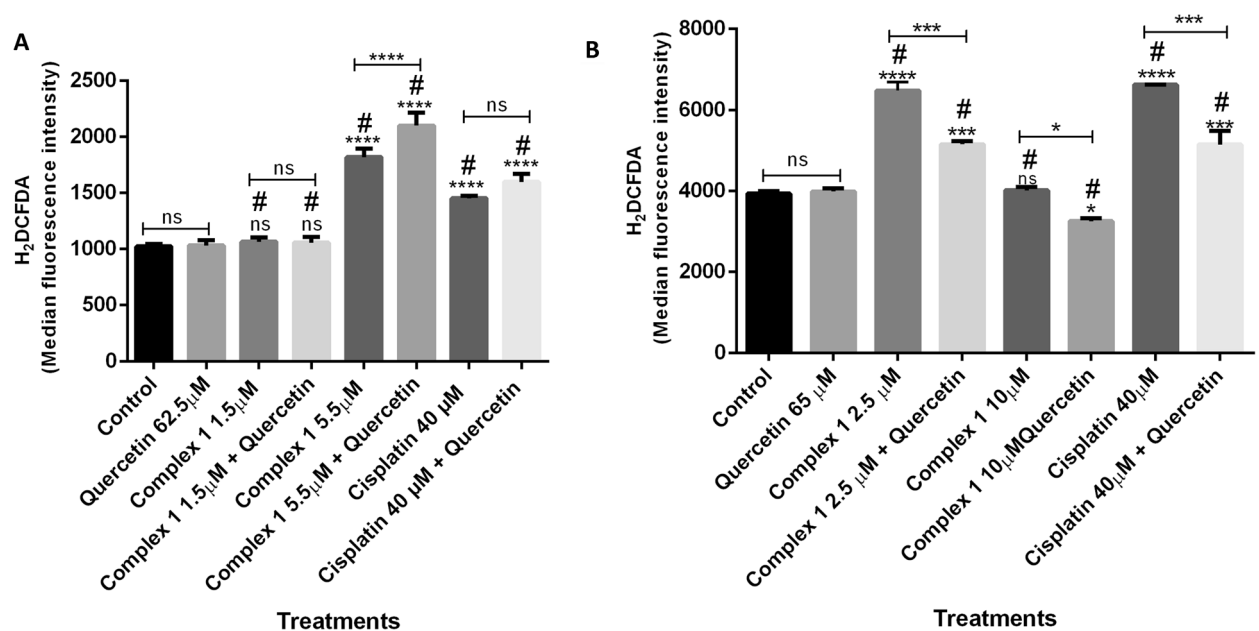 A
H2DCFDA
(Median fluorescence intensity)
2500
2000
1500
1000
500
0
ns
#
ns
ns
#
ns
#
****
****
#
****
#
****
ns
#
****
Control
Quercetin 62.5μM
Complex 1 1.5μM
Complex 1 1.5μM + Quercetin
Complex 1 5.5μM
Complex 1 5.5μM + Quercetin
Cisplatin 40 μM
Cisplatin 40 μM + Quercetin
Treatments
B
H2DCFDA
(Median fluorescence intensity)
8000
6000
4000
2000
0
ns
#
****
***
#
***
#
ns
*
#
*
#
****
***
#
***
Control
Quercetin 65 μM
Complex 1 2.5 μM
Complex 1 2.5 μM + Quercetin
Complex 1 10μM
Complex 1 10μMQuercetin
Cisplatin 40μM
Cisplatin 40μM + Quercetin
Treatments